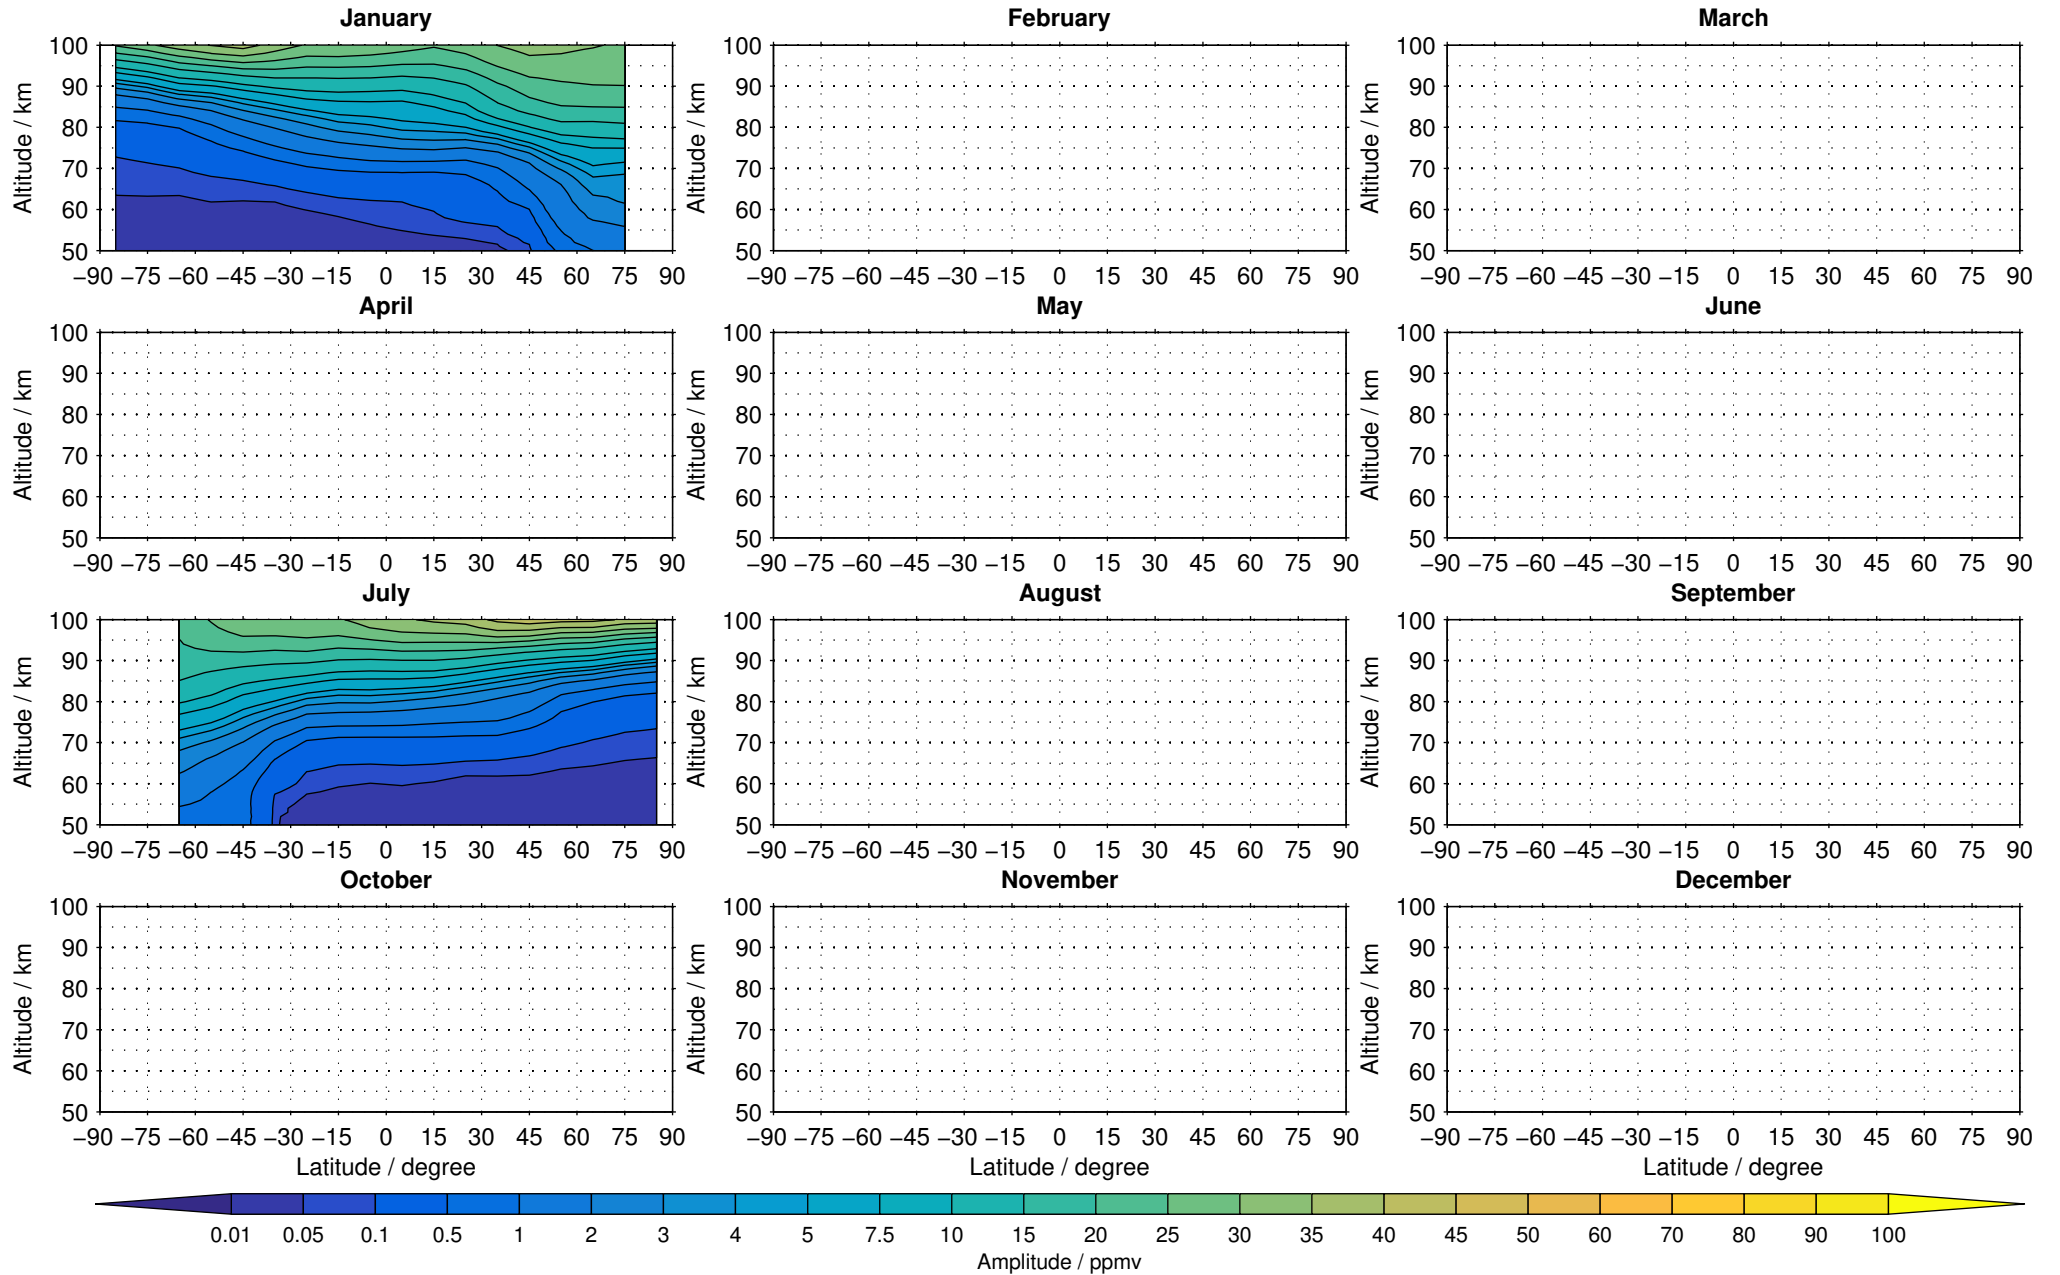 January February March
100 100 100
90 90 90
80 80 80
70 70 70
60 60 60
50 50 50
Altitude / km Altitude / km Altitude / km
−90 −75 −60 −45 −30 −15 0 15 30 45 60 75 90 −90 −75 −60 −45 −30 −15 0 15 30 45 60 75 90 −90 −75 −60 −45 −30 −15 0 15 30 45 60 75 90
April May June
100 100 100
90 90 90
80 80 80
70 70 70
60 60 60
50 50 50
Altitude / km Altitude / km Altitude / km
−90 −75 −60 −45 −30 −15 0 15 30 45 60 75 90 −90 −75 −60 −45 −30 −15 0 15 30 45 60 75 90 −90 −75 −60 −45 −30 −15 0 15 30 45 60 75 90
July August September
100 100 100
90 90 90
80 80 80
70 70 70
60 60 60
50 50 50
Altitude / km Altitude / km Altitude / km
−90 −75 −60 −45 −30 −15 0 15 30 45 60 75 90 −90 −75 −60 −45 −30 −15 0 15 30 45 60 75 90 −90 −75 −60 −45 −30 −15 0 15 30 45 60 75 90
October November December
100 100 100
90 90 90
80 80 80
70 70 70
60 60 60
50 50 50
Altitude / km Altitude / km Altitude / km
−90 −75 −60 −45 −30 −15 0 15 30 45 60 75 90 −90 −75 −60 −45 −30 −15 0 15 30 45 60 75 90 −90 −75 −60 −45 −30 −15 0 15 30 45 60 75 90
Latitude / degree Latitude / degree Latitude / degree
0.01 0.05 0.1 0.5 1 2 3 4 5 7.5 10 15 20 25 30 35 40 45 50 60 70 80 90 100
Amplitude / ppmv